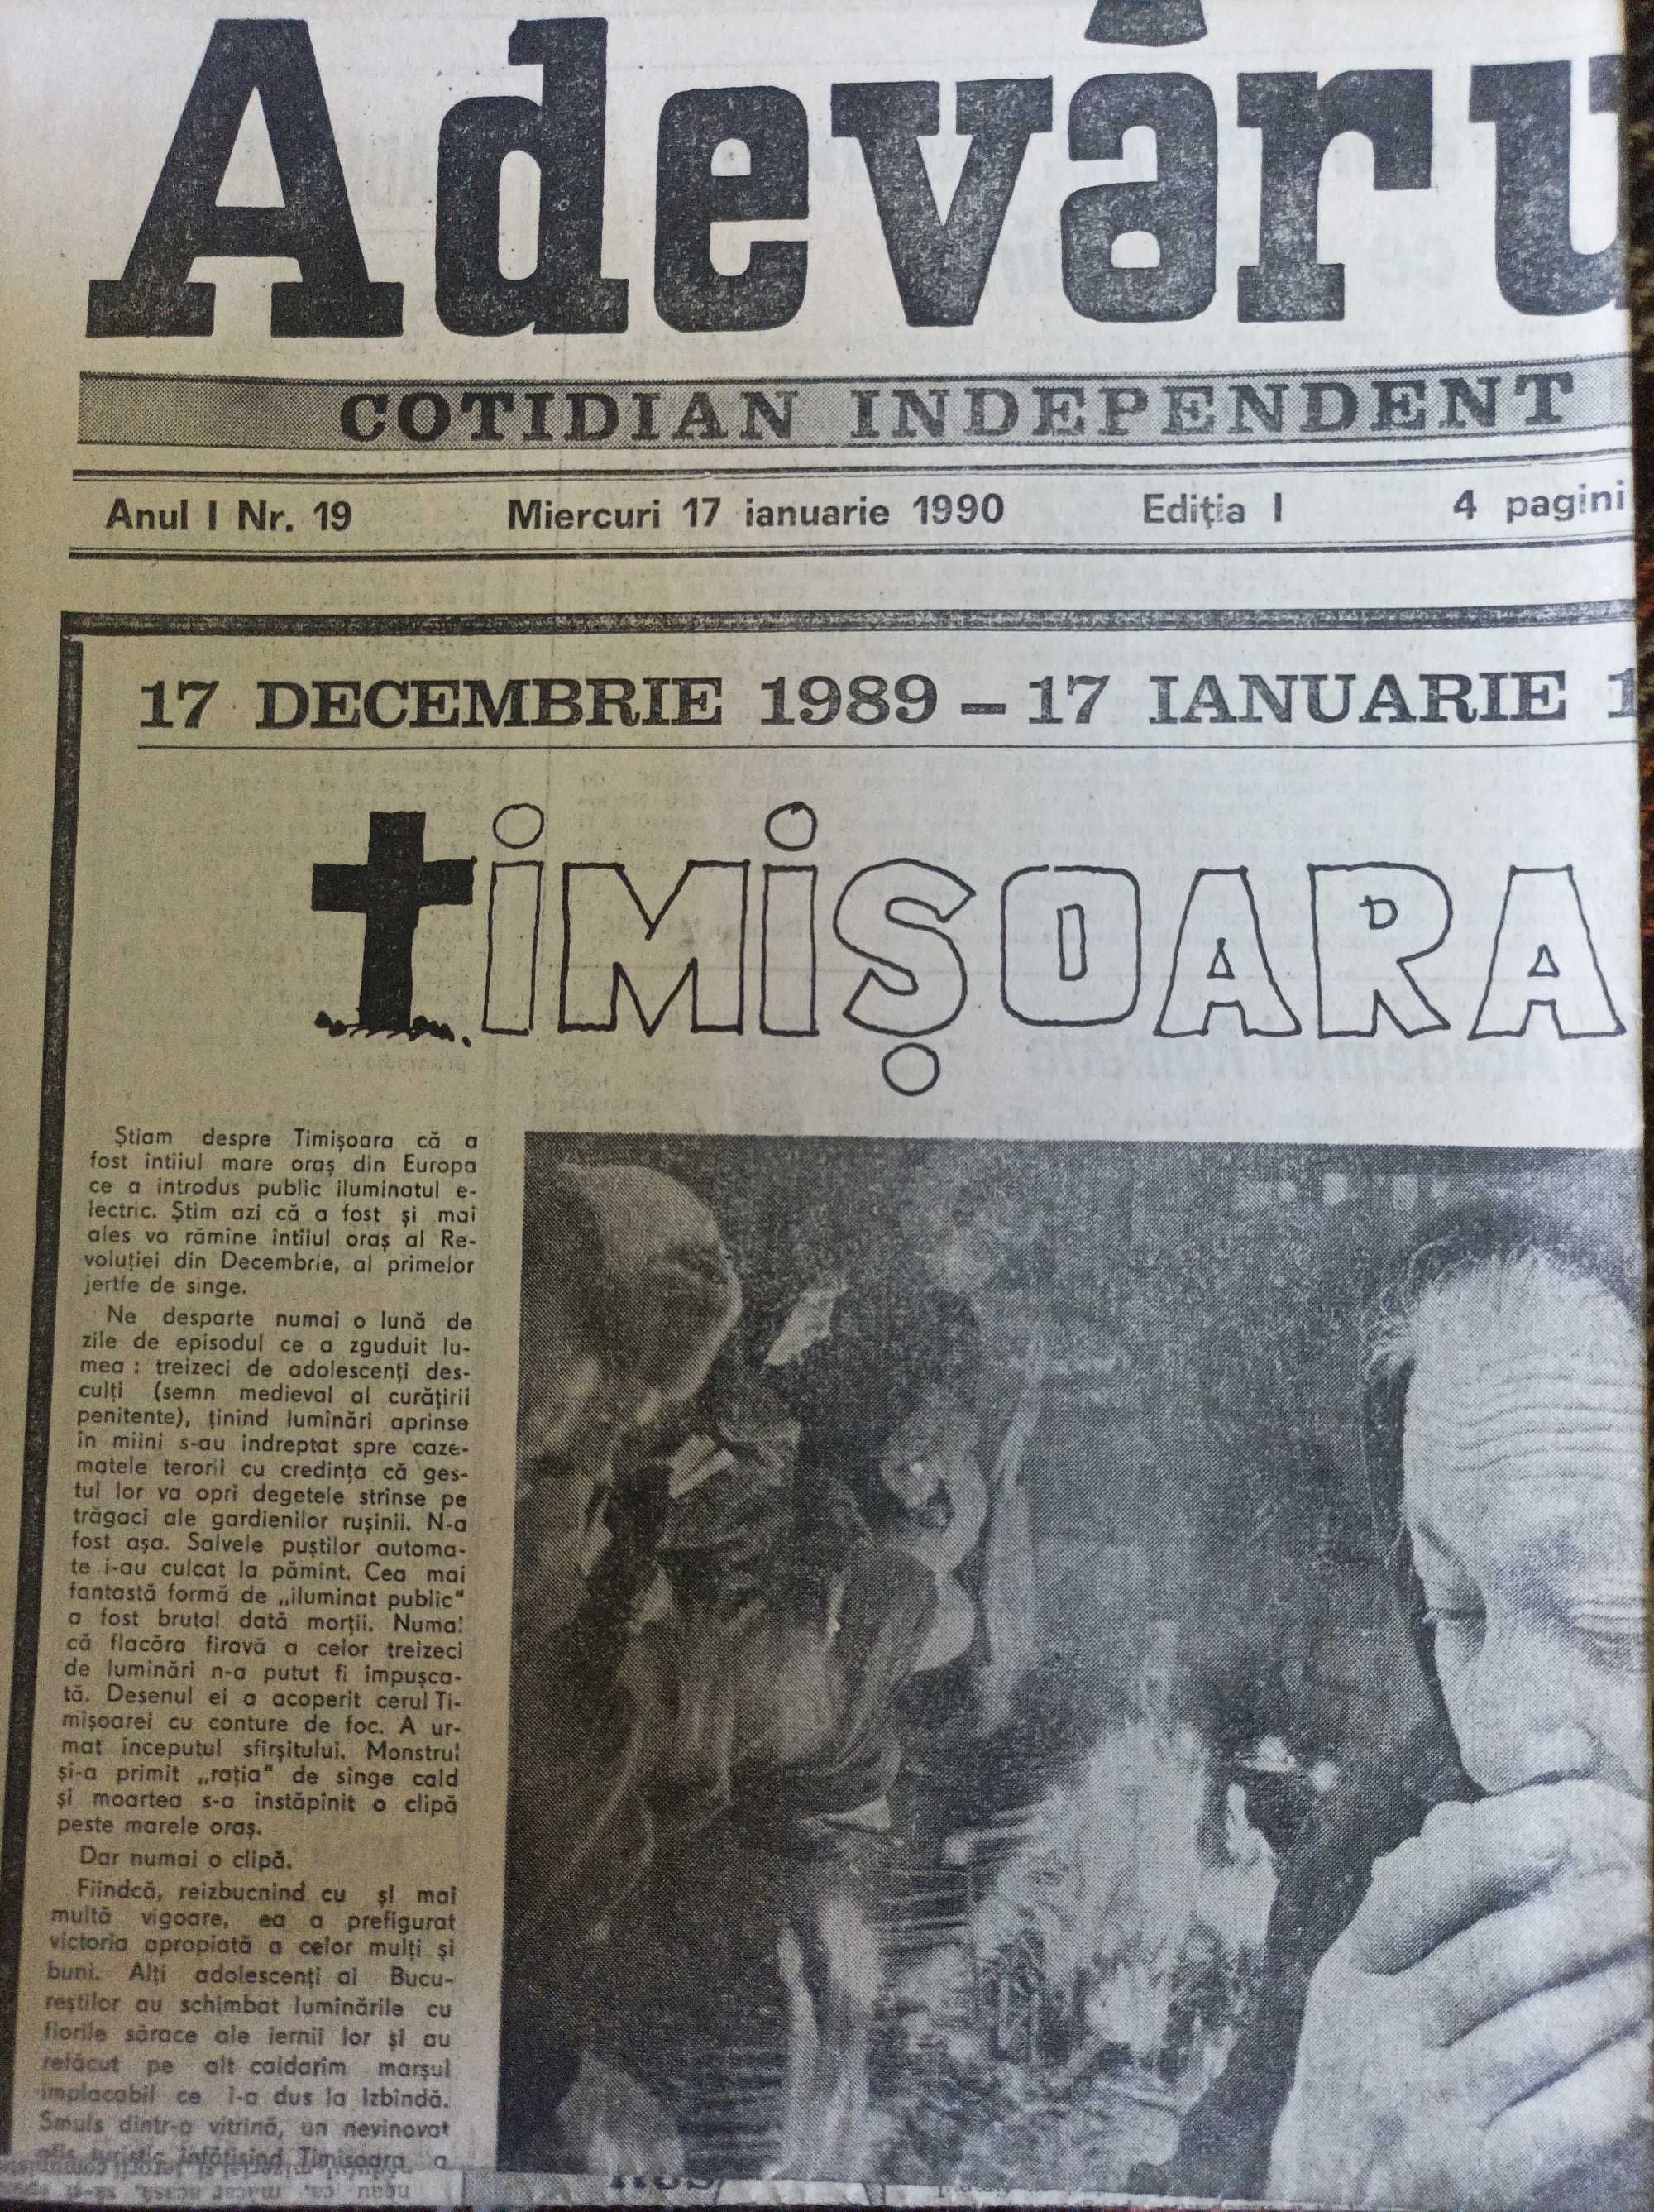 Adevăru
COTIDIAN INDEPENDENT
Anul I Nr. 19 Miercuri 17 ianuarie 1990 Ediția I 4 pagini
17 DECEMBRIE 1989 – 17 IANUARIE 1
TIMIȘOARA
Știam despre Timișoara că a
fost intiiul mare oraș din Europa
ce a introdus public iluminatul e-
lectric. Știm azi că a fost și mai
ales va rămine intiiul oraș al Re-
voluției din Decembrie, al primelor
jertfe de singe.
Ne desparte numai o lună de
zile de episodul ce a zguduit lu-
mea : treizeci de adolescenți des-
culți (semn medieval al curățirii
penitente), ținind luminări aprinse
in miini s-au indreptat spre caze-
matele terorii cu credința că ges-
tul lor va opri degetele strinse pe
trăgaci ale gardienilor rușinii. N-a
fost așa. Salvele puștilor automa-
te i-au culcat la pămint. Cea mai
fantastă formă de „iluminat public"
a fost brutal dată morții. Numai
că flacăra firavă a celor treizeci
de luminări n-a putut fi impușca-
tă. Desenul ei a acoperit cerul Ti-
mișoarei cu conture de foc. A ur-
mat inceputul sfirșitului. Monstrul
și-a primit „rația" de singe cald
și moartea s-a instăpinit o clipă
peste marele oraș.
Dar numai o clipă.
Fiindcă, reizbucnind cu și mai
multă vigoare, ea a prefigurat
victoria apropiată a celor mulți și
buni. Alți adolescenți ai Bucu-
reștilor au schimbat luminările cu
florile sărace ale iernii lor și au
refăcut pe alt caldarim marșul
implacabil ce i-a dus la izbindă.
Smuls dintr-o vitrină, un nevinovat
afiș turistic infățișind Timișoara a